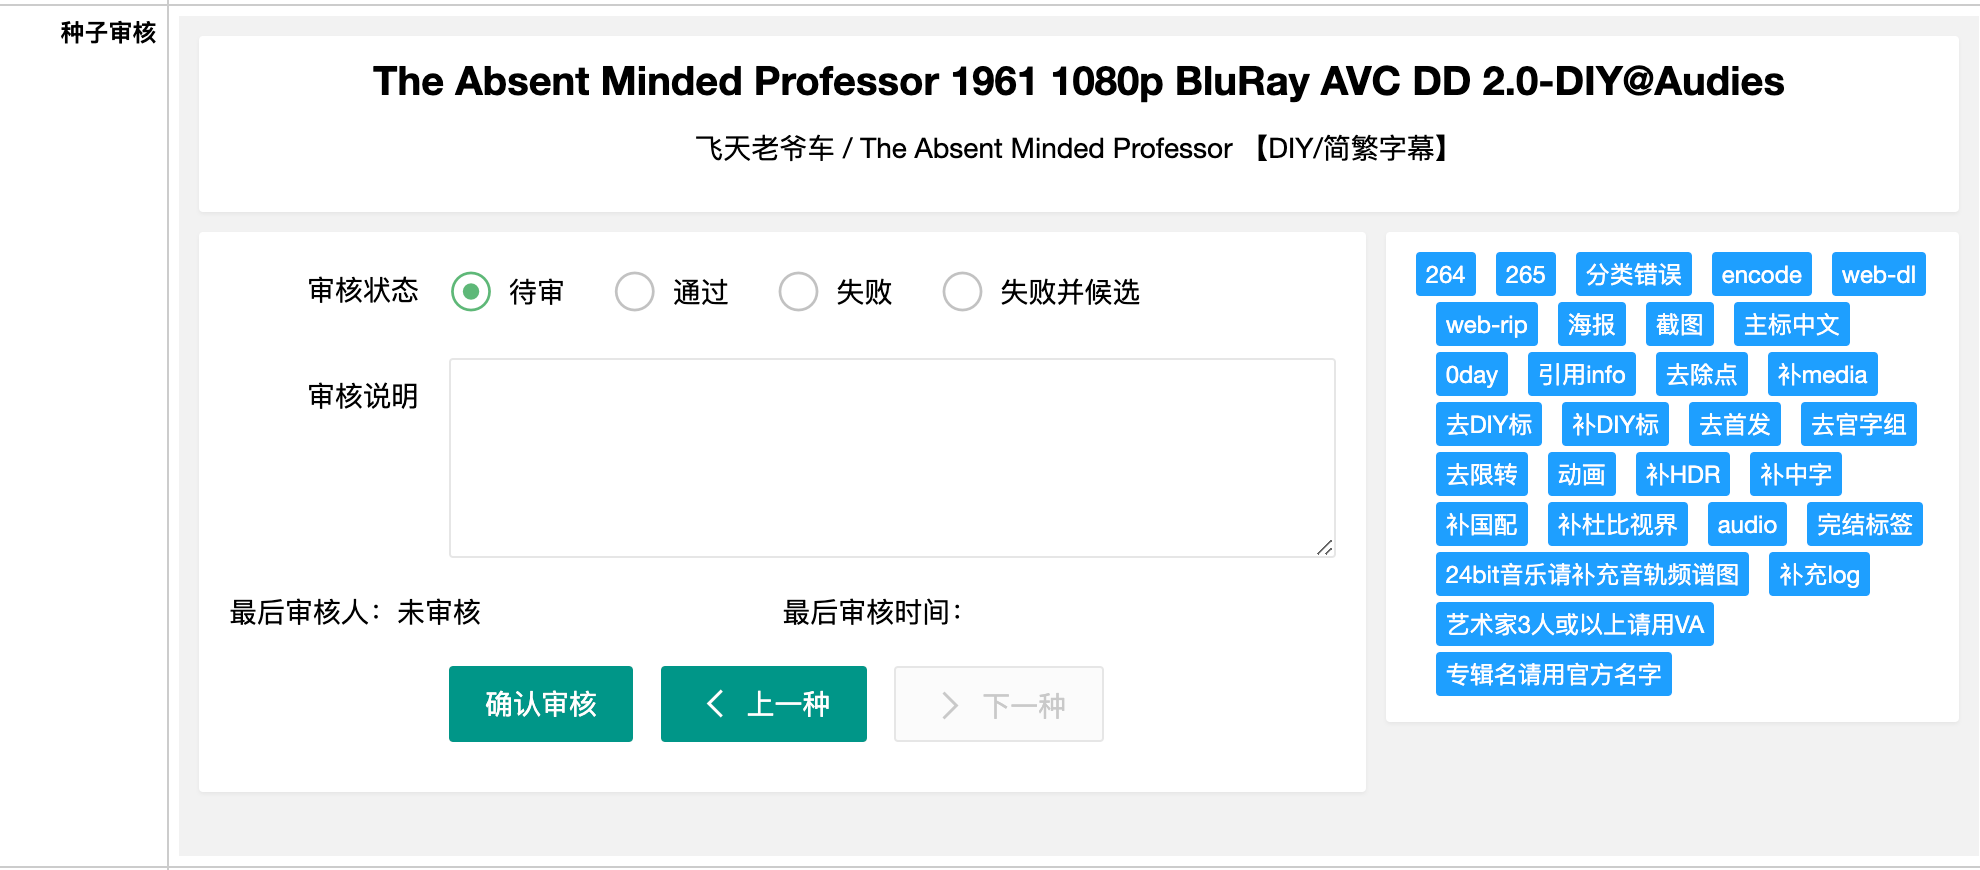 种子审核
The Absent Minded Professor 1961 1080p BluRay AVC DD 2.0-DIY@Audies
飞天老爷车 / The Absent Minded Professor 【DIY/简繁字幕】
审核状态 待审 通过 失败 失败并候选
审核说明
最后审核人：未审核 最后审核时间：
确认审核 上一种 下一种
264 265 分类错误 encode web-dl
web-rip 海报 截图 主标中文
0day 引用info 去除点 补media
去DIY标 补DIY标 去首发 去官字组
去限转 动画 补HDR 补中字
补国配 补杜比视界 audio 完结标签
24bit音乐请补充音轨频谱图 补充log
艺术家3人或以上请用VA
专辑名请用官方名字